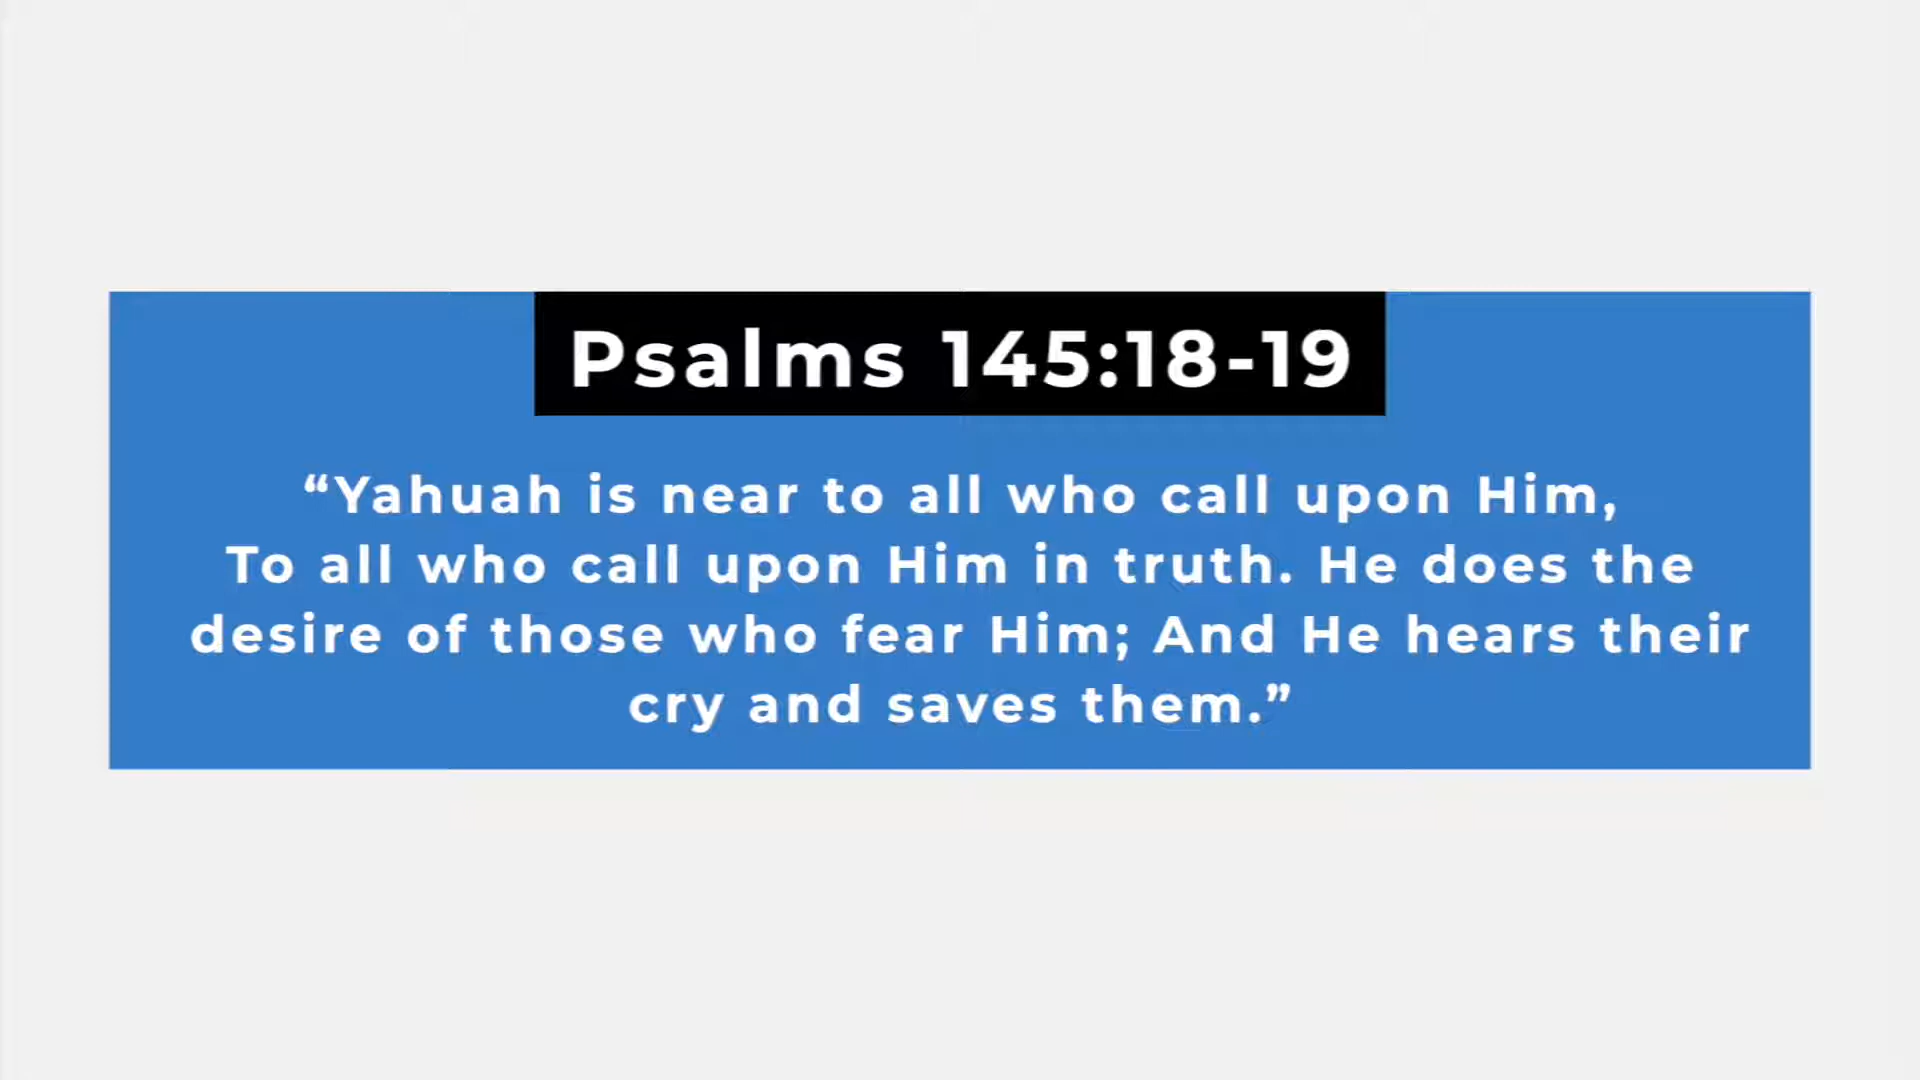 Psalms 145:18-19
“Yahuah is near to all who call upon Him,
To all who call upon Him in truth. He does the
desire of those who fear Him; And He hears their
cry and saves them.”